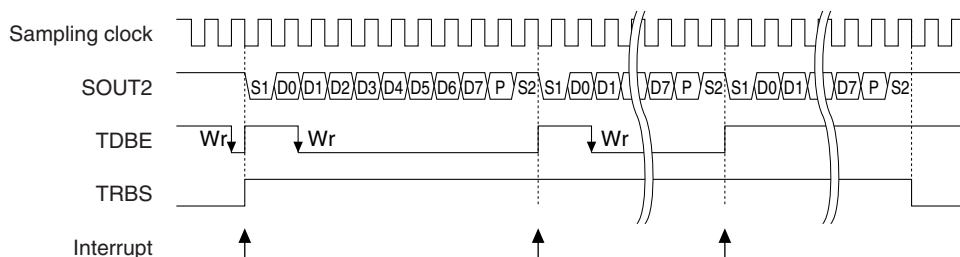 Sampling clock
SOUT2 S1 D0 D1 D2 D3 D4 D5 D6 D7 P S2 S1 D0 D1 D7 P S2 S1 D0 D1 D7 P S2
TDBE Wr Wr Wr
TRBS
Interrupt